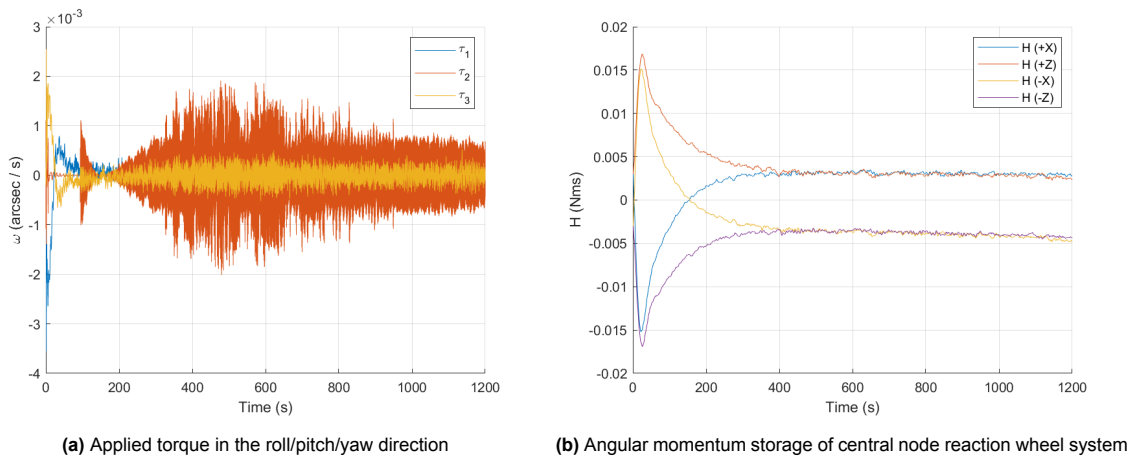 ×10⁻³
3
2
1
0
-1
-2
-3
-4
ω (arcsec / s)
0 200 400 600 800 1000 1200
Time (s)
τ₁
τ₂
τ₃
(a) Applied torque in the roll/pitch/yaw direction
0.02
0.015
0.01
0.005
0
-0.005
-0.01
-0.015
-0.02
H (Nms)
0 200 400 600 800 1000 1200
Time (s)
H (+X)
H (+Z)
H (-X)
H (-Z)
(b) Angular momentum storage of central node reaction wheel system